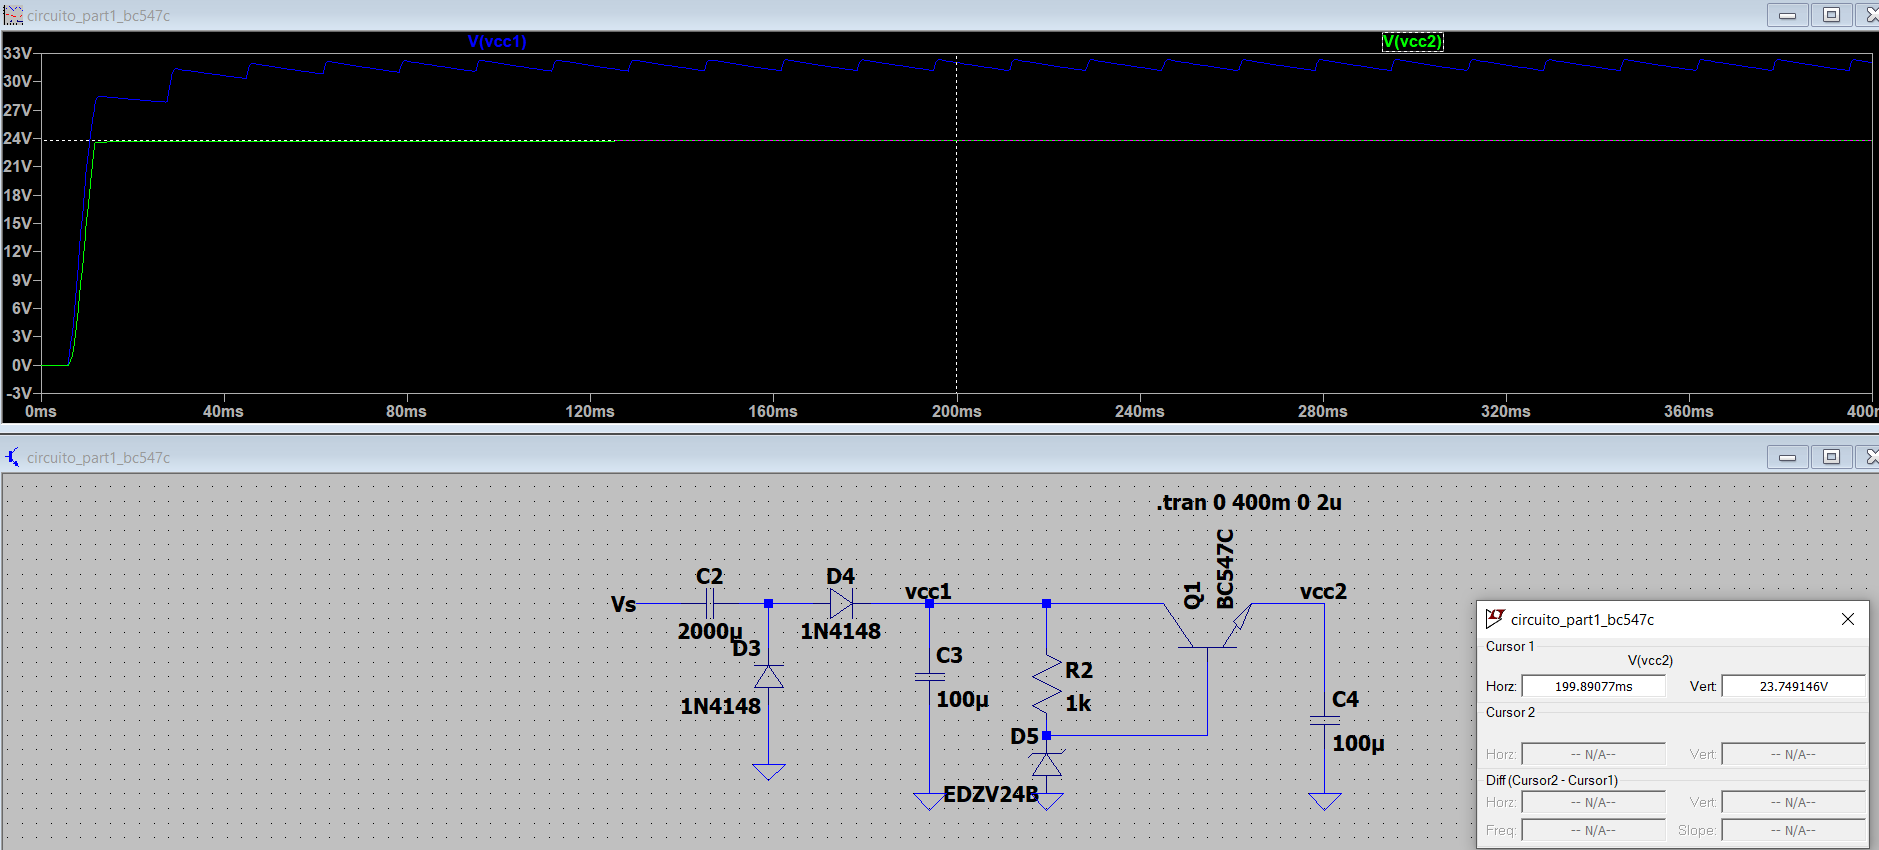 circuito_part1_bc547c
V(vcc1)
V(vcc2)
33V
30V
27V
24V
21V
18V
15V
12V
9V
6V
3V
0V
-3V
0ms 40ms 80ms 120ms 160ms 200ms 240ms 280ms 320ms 360ms
circuito_part1_bc547c
.tran 0 400m 0 2u
C2
D4
vcc1
Q1
BC547C
vcc2
Vs
2000µ
1N4148
D3
C3
R2
1N4148
100µ
1k
C4
D5
100µ
EDZV24B
circuito_part1_bc547c
Cursor 1
V(vcc2)
Horz: 199.89077ms Vert: 23.749146V
Cursor 2
Horz: -- N/A-- Vert: -- N/A--
Diff (Cursor2 - Cursor1)
Horz: -- N/A-- Vert: -- N/A--
Freq: -- N/A-- Slope: -- N/A--